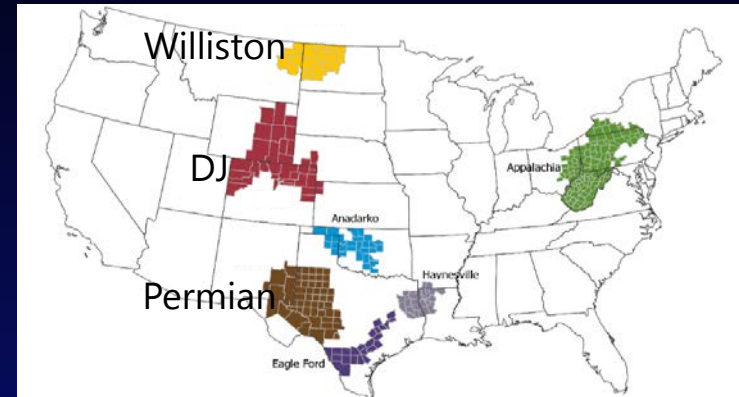 Williston
DJ
Appalachia
Anadarko
Haynesville
Permian
Eagle Ford